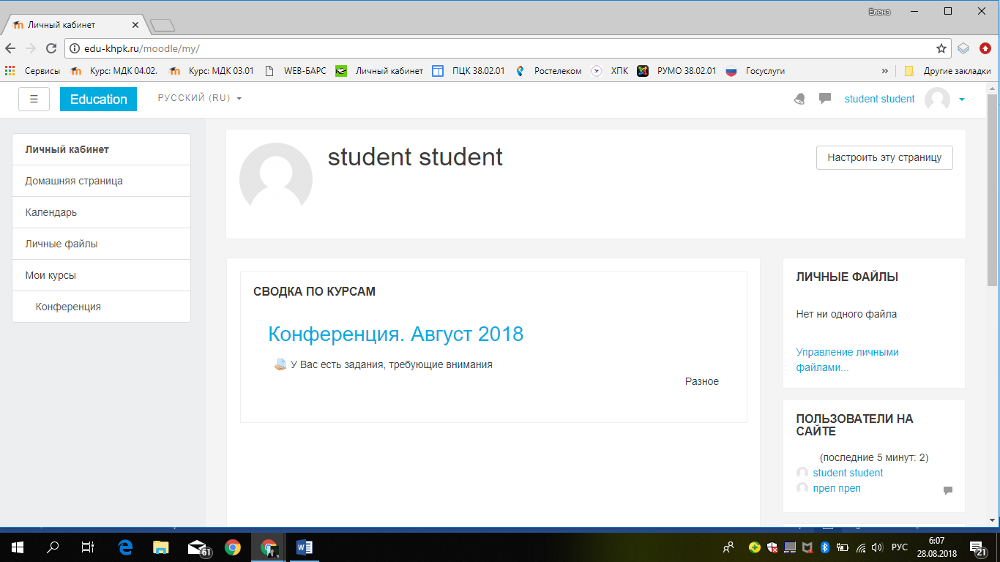 Елена
Личный кабинет
edu-khpk.ru/moodle/my/
Сервисы Курс: МДК 04.02. Курс: МДК 03.01 WEB-БАРС Личный кабинет ПЦК 38.02.01 Ростелеком ХПК РУМО 38.02.01 Госуслуги » Другие закладки
Education РУССКИЙ (RU) student student
Личный кабинет
Домашняя страница
Календарь
Личные файлы
Мои курсы
Конференция
student student
Настроить эту страницу
СВОДКА ПО КУРСАМ
Конференция. Август 2018
У Вас есть задания, требующие внимания
Разное
ЛИЧНЫЕ ФАЙЛЫ
Нет ни одного файла
Управление личными
файлами...
ПОЛЬЗОВАТЕЛИ НА
САЙТЕ
(последние 5 минут: 2)
student student
преп преп
61
РУС
6:07
28.08.2018
21